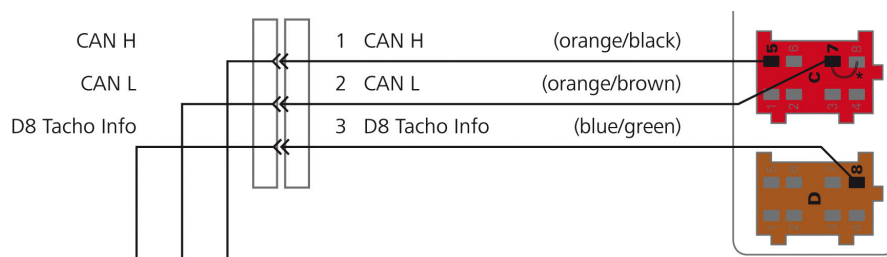 CAN H 1 CAN H (orange/black)
CAN L 2 CAN L (orange/brown)
D8 Tacho Info 3 D8 Tacho Info (blue/green)
5 6 7 8
C *
1 2 3 4
8
D